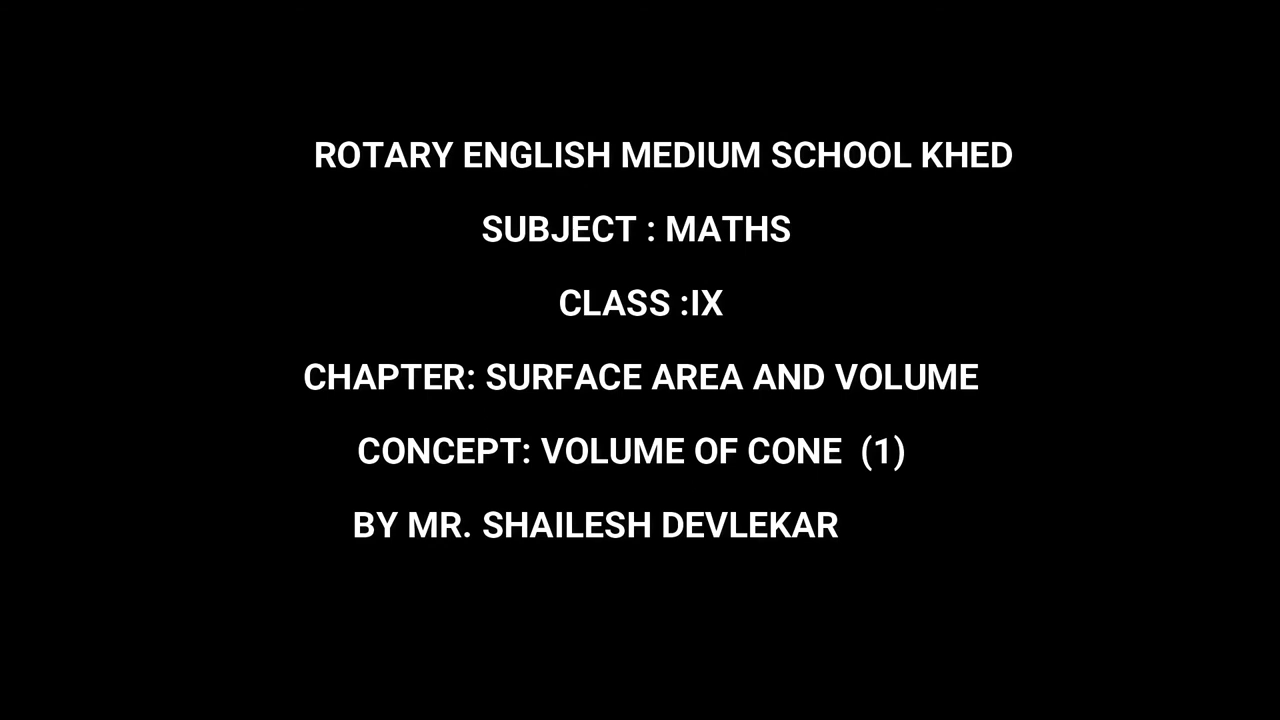 ROTARY ENGLISH MEDIUM SCHOOL KHED
SUBJECT : MATHS
CLASS :IX
CHAPTER: SURFACE AREA AND VOLUME
CONCEPT: VOLUME OF CONE (1)
BY MR. SHAILESH DEVLEKAR